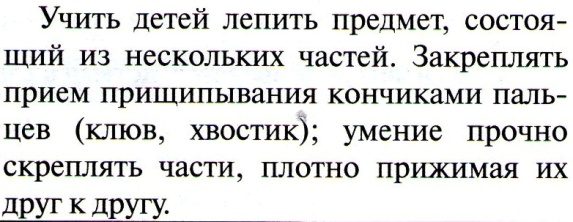 Учить детей лепить предмет, состоя-
щий из нескольких частей. Закреплять
прием прищипывания кончиками паль-
цев (клюв, хвостик); умение прочно
скреплять части, плотно прижимая их
друг к другу.